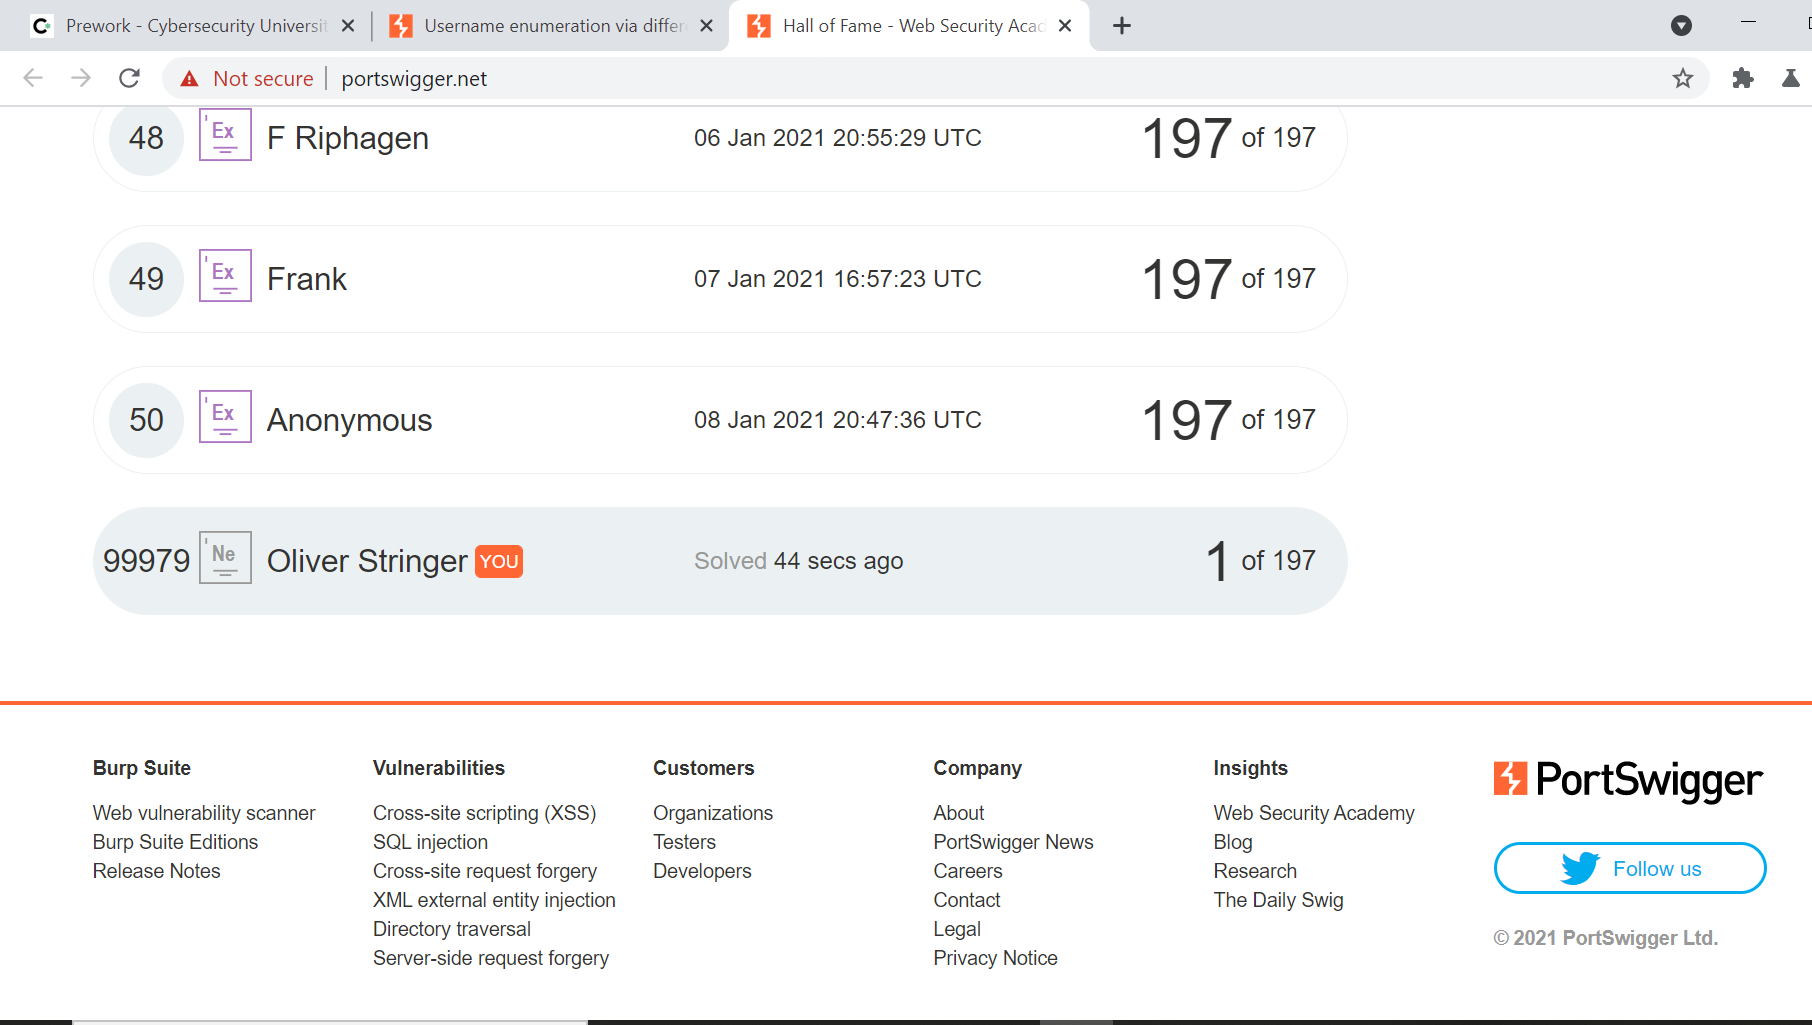 Prework - Cybersecurity Universit
Username enumeration via differ
Hall of Fame - Web Security Acad
Not secure
portswigger.net
48 Ex F Riphagen 06 Jan 2021 20:55:29 UTC 197 of 197
49 Ex Frank 07 Jan 2021 16:57:23 UTC 197 of 197
50 Ex Anonymous 08 Jan 2021 20:47:36 UTC 197 of 197
99979 Ne Oliver Stringer YOU Solved 44 secs ago 1 of 197
Burp Suite
Web vulnerability scanner
Burp Suite Editions
Release Notes
Vulnerabilities
Cross-site scripting (XSS)
SQL injection
Cross-site request forgery
XML external entity injection
Directory traversal
Server-side request forgery
Customers
Organizations
Testers
Developers
Company
About
PortSwigger News
Careers
Contact
Legal
Privacy Notice
Insights
Web Security Academy
Blog
Research
The Daily Swig
PortSwigger
Follow us
© 2021 PortSwigger Ltd.